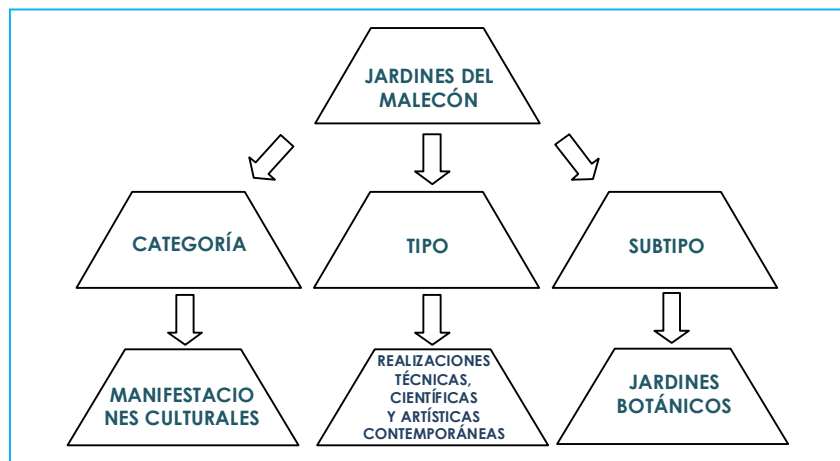 JARDINES DEL
MALECÓN
CATEGORÍA
TIPO
SUBTIPO
MANIFESTACIO
NES CULTURALES
REALIZACIONES
TÉCNICAS,
CIENTÍFICAS
Y ARTÍSTICAS
CONTEMPORÁNEAS
JARDINES
BOTÁNICOS